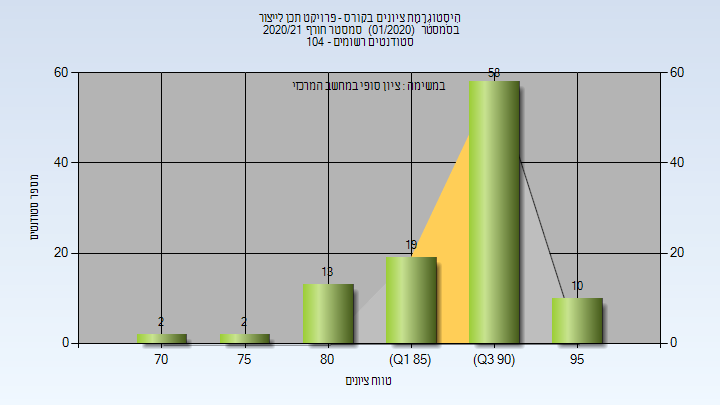 היסטוגרמת ציונים בקורס - פרויקט תכן לייצור
בסמסטר (01/2020) סמסטר חורף 2020/21
סטודנטים רשומים - 104
במשימה : ציון סופי במחשב המרכזי
מספר סטודנטים
60
40
20
0
60
40
20
0
2
2
13
19
58
10
70
75
80
(Q1 85)
(Q3 90)
95
טווח ציונים